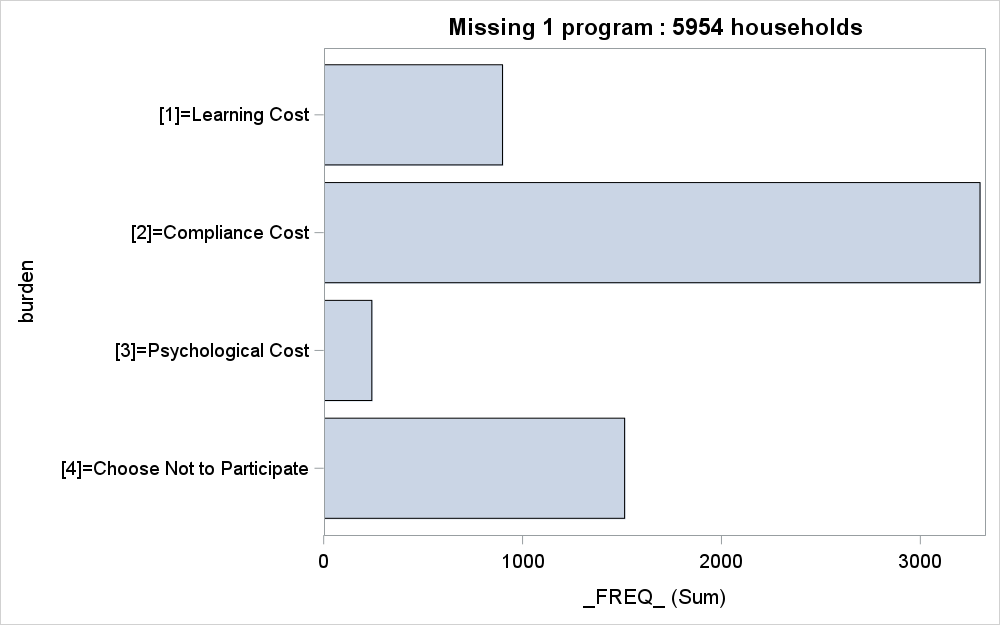 Missing 1 program : 5954 households
[1]=Learning Cost
[2]=Compliance Cost
burden
[3]=Psychological Cost
[4]=Choose Not to Participate
0 1000 2000 3000
_FREQ_ (Sum)